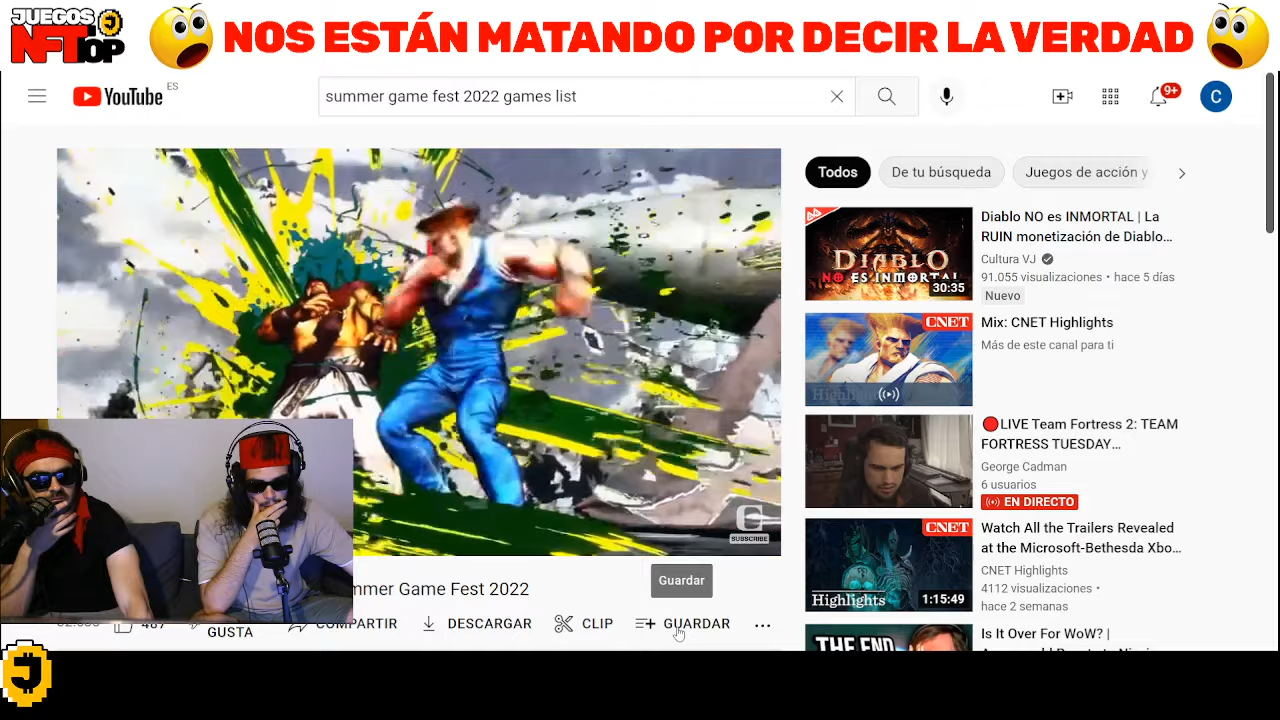 JUEGOS
NFT TOP
NOS ESTÁN MATANDO POR DECIR LA VERDAD
YouTube ES
summer game fest 2022 games list
9+
C
Todos
De tu búsqueda
Juegos de acción y
DIABLO
NO ES INMORTAL
30:35
Diablo NO es INMORTAL | La
RUIN monetización de Diablo...
Cultura VJ
91.055 visualizaciones • hace 5 días
Nuevo
CNET
Highlights
Mix: CNET Highlights
Más de este canal para ti
🔴LIVE Team Fortress 2: TEAM
FORTRESS TUESDAY...
George Cadman
6 usuarios
EN DIRECTO
CNET
Highlights
1:15:49
Watch All the Trailers Revealed
at the Microsoft-Bethesda Xbo...
CNET Highlights
4112 visualizaciones •
hace 2 semanas
THE END
Is It Over For WoW? |
SUBSCRIBE
mmer Game Fest 2022
Guardar
GUSTA
COMPARTIR
DESCARGAR
CLIP
GUARDAR